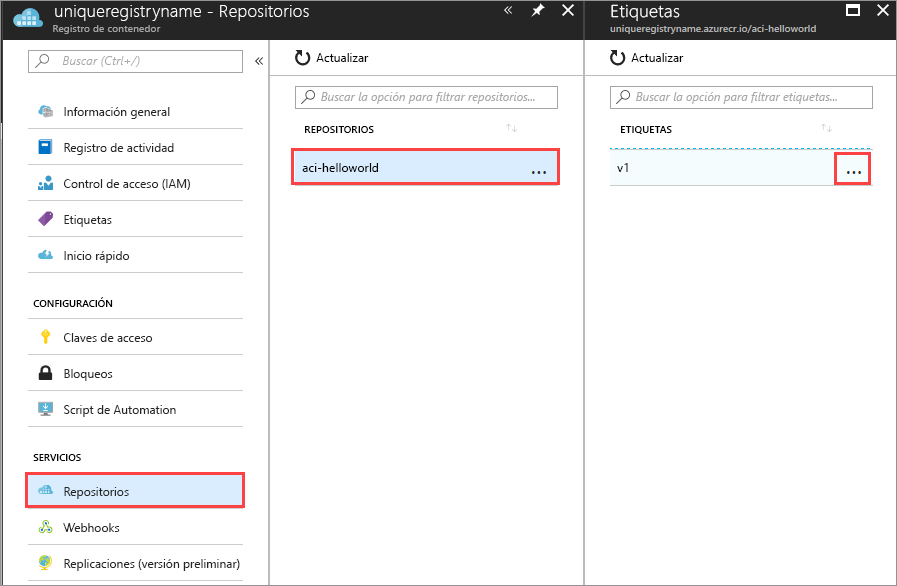 uniqueregistryname - Repositorios
Registro de contenedor
Buscar (Ctrl+/)
Información general
Registro de actividad
Control de acceso (IAM)
Etiquetas
Inicio rápido
CONFIGURACIÓN
Claves de acceso
Bloqueos
Script de Automation
SERVICIOS
Repositorios
Webhooks
Replicaciones (versión preliminar)
Actualizar
Buscar la opción para filtrar repositorios...
REPOSITORIOS
aci-helloworld
Etiquetas
uniqueregistryname.azurecr.io/aci-helloworld
Actualizar
Buscar la opción para filtrar etiquetas...
ETIQUETAS
v1